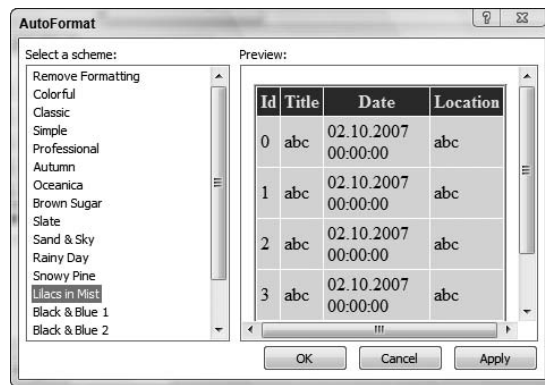 AutoFormat
Select a scheme:
Remove Formatting
Colorful
Classic
Simple
Professional
Autumn
Oceanica
Brown Sugar
Slate
Sand & Sky
Rainy Day
Snowy Pine
Lilacs in Mist
Black & Blue 1
Black & Blue 2
Preview:
Id Title Date Location
0 abc 02.10.2007 00:00:00 abc
1 abc 02.10.2007 00:00:00 abc
2 abc 02.10.2007 00:00:00 abc
3 abc 02.10.2007 00:00:00 abc
OK Cancel Apply